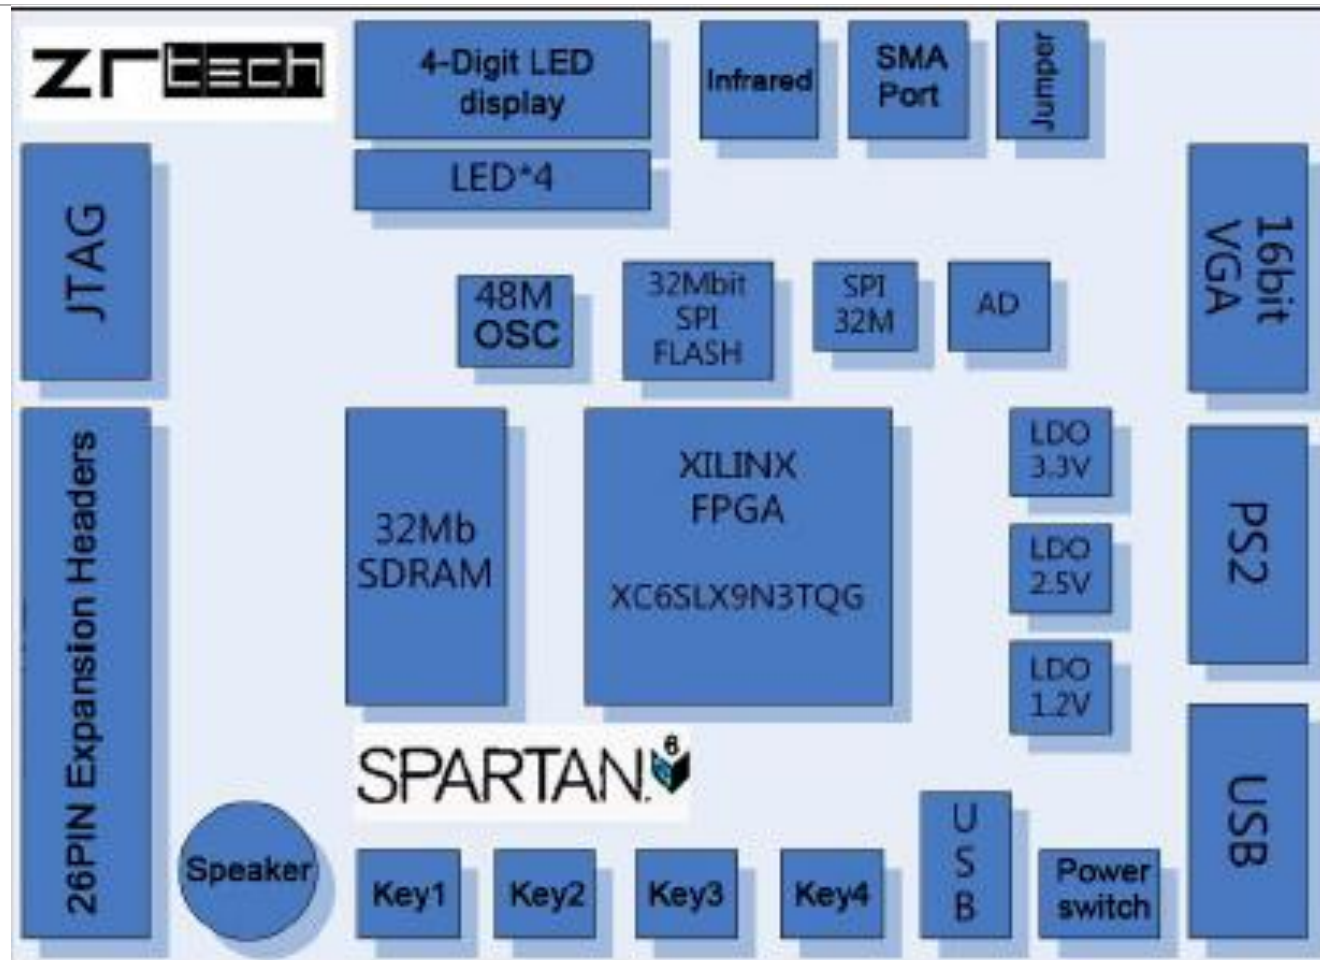 zrtech
4-Digit LED
display
Infrared
SMA
Port
Jumper
LED*4
JTAG
16bit
VGA
48M
OSC
32Mbit
SPI
FLASH
SPI
32M
AD
26PIN Expansion Headers
32Mb
SDRAM
XILINX
FPGA
XC6SLX9N3TQG
LDO
3.3V
LDO
2.5V
LDO
1.2V
PS2
SPARTAN.6
Speaker
Key1
Key2
Key3
Key4
U
S
B
Power
switch
USB